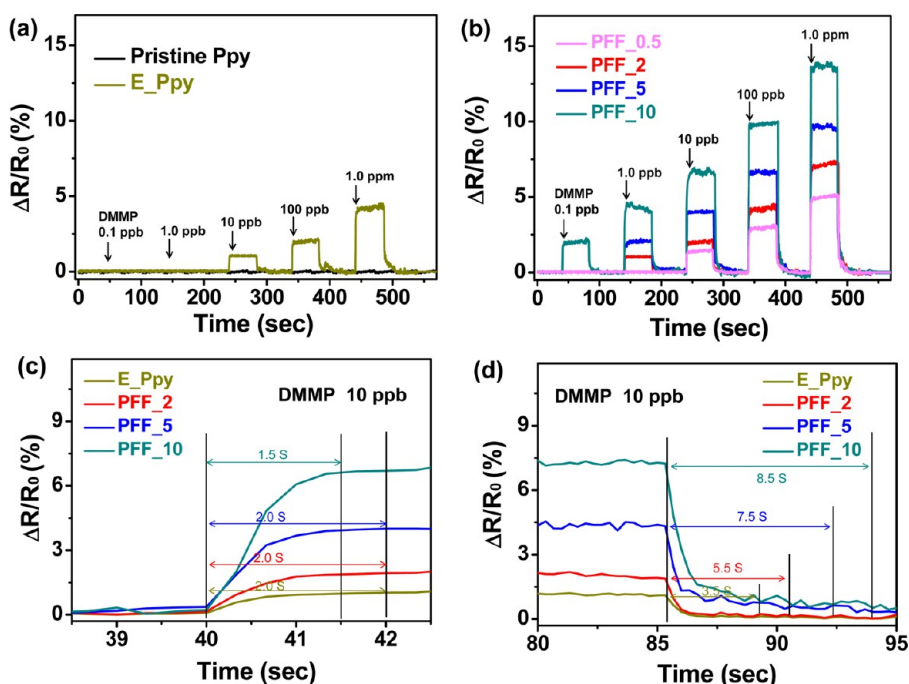 (a)
Pristine Ppy
E_Ppy
DMMP
0.1 ppb
1.0 ppb
10 ppb
100 ppb
1.0 ppm
15
10
5
0
ΔR/R0 (%)
0 100 200 300 400 500
Time (sec)
(b)
PFF_0.5
PFF_2
PFF_5
PFF_10
DMMP
0.1 ppb
1.0 ppb
10 ppb
100 ppb
1.0 ppm
15
10
5
0
ΔR/R0 (%)
0 100 200 300 400 500
Time (sec)
(c)
E_Ppy
PFF_2
PFF_5
PFF_10
DMMP 10 ppb
1.5 S
2.0 S
2.0 S
2.0 S
9
6
3
0
ΔR/R0 (%)
39 40 41 42
Time (sec)
(d)
DMMP 10 ppb
E_Ppy
PFF_2
PFF_5
PFF_10
8.5 S
7.5 S
5.5 S
3.5 S
9
6
3
0
ΔR/R0 (%)
80 85 90 95
Time (sec)